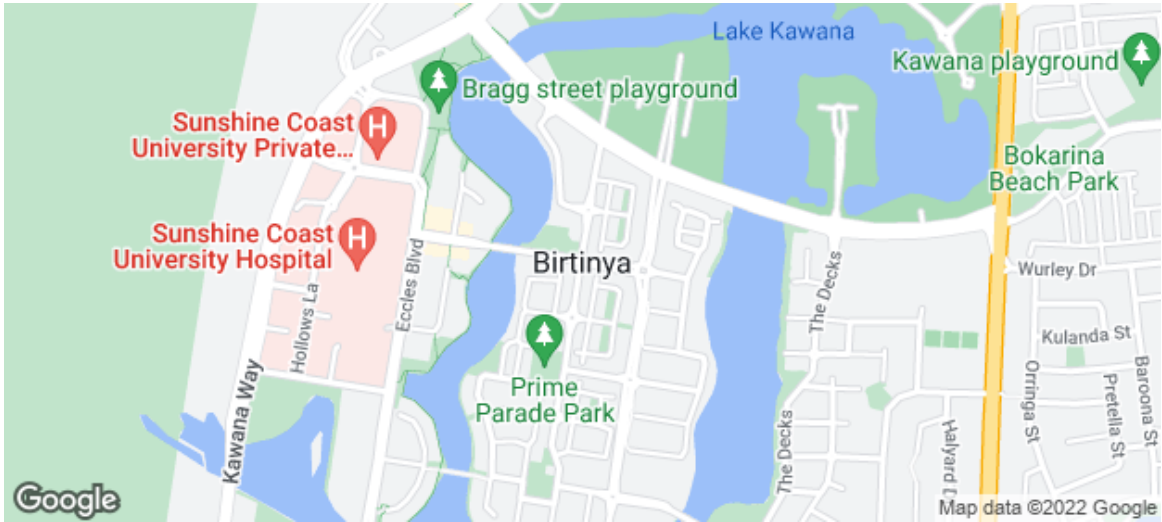 Lake Kawana
Kawana playground
Bragg street playground
Sunshine Coast
University Private...
H
Bokarina
Beach Park
Sunshine Coast
University Hospital
H
Birtinya
Eccles Blvd
Hollows La
The Decks
Wurley Dr
Kulanda St
Kawana Way
Prime
Parade Park
The Decks
Halyard D
Orringa St
Pretella St
Baroona St
Google
Map data ©2022 Google